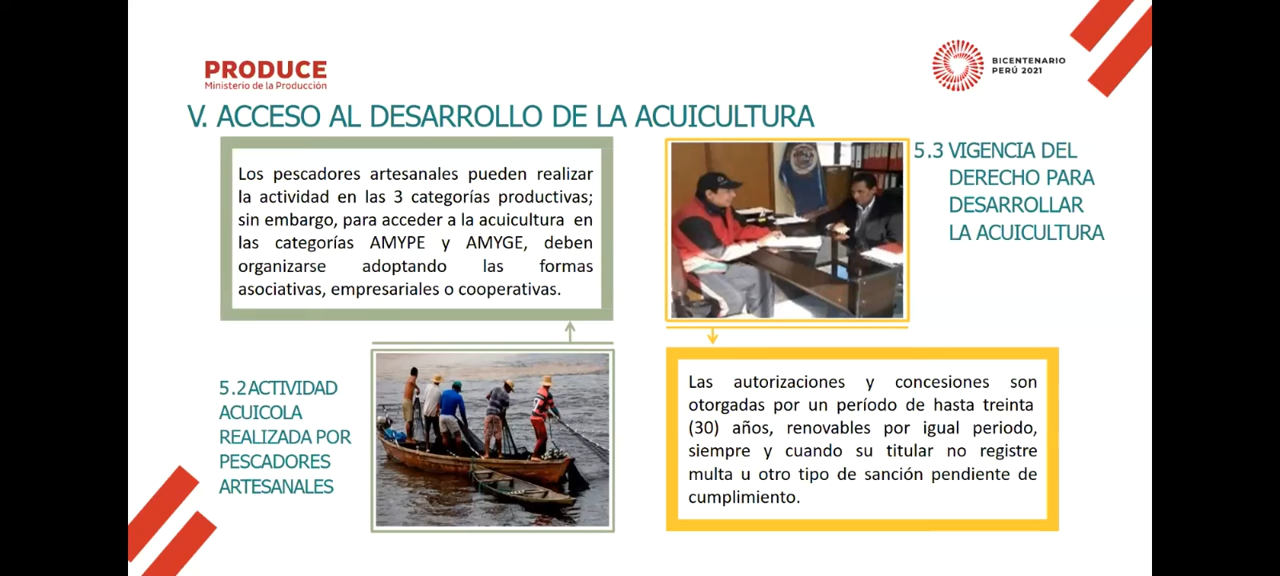 PRODUCE
Ministerio de la Producción
BICENTENARIO
PERÚ 2021
V. ACCESO AL DESARROLLO DE LA ACUICULTURA
Los pescadores artesanales pueden realizar
la actividad en las 3 categorías productivas;
sin embargo, para acceder a la acuicultura en
las categorías AMYPE y AMYGE, deben
organizarse adoptando las formas
asociativas, empresariales o cooperativas.
5.2 ACTIVIDAD
ACUICOLA
REALIZADA POR
PESCADORES
ARTESANALES
5.3 VIGENCIA DEL
DERECHO PARA
DESARROLLAR
LA ACUICULTURA
Las autorizaciones y concesiones son
otorgadas por un período de hasta treinta
(30) años, renovables por igual periodo,
siempre y cuando su titular no registre
multa u otro tipo de sanción pendiente de
cumplimiento.